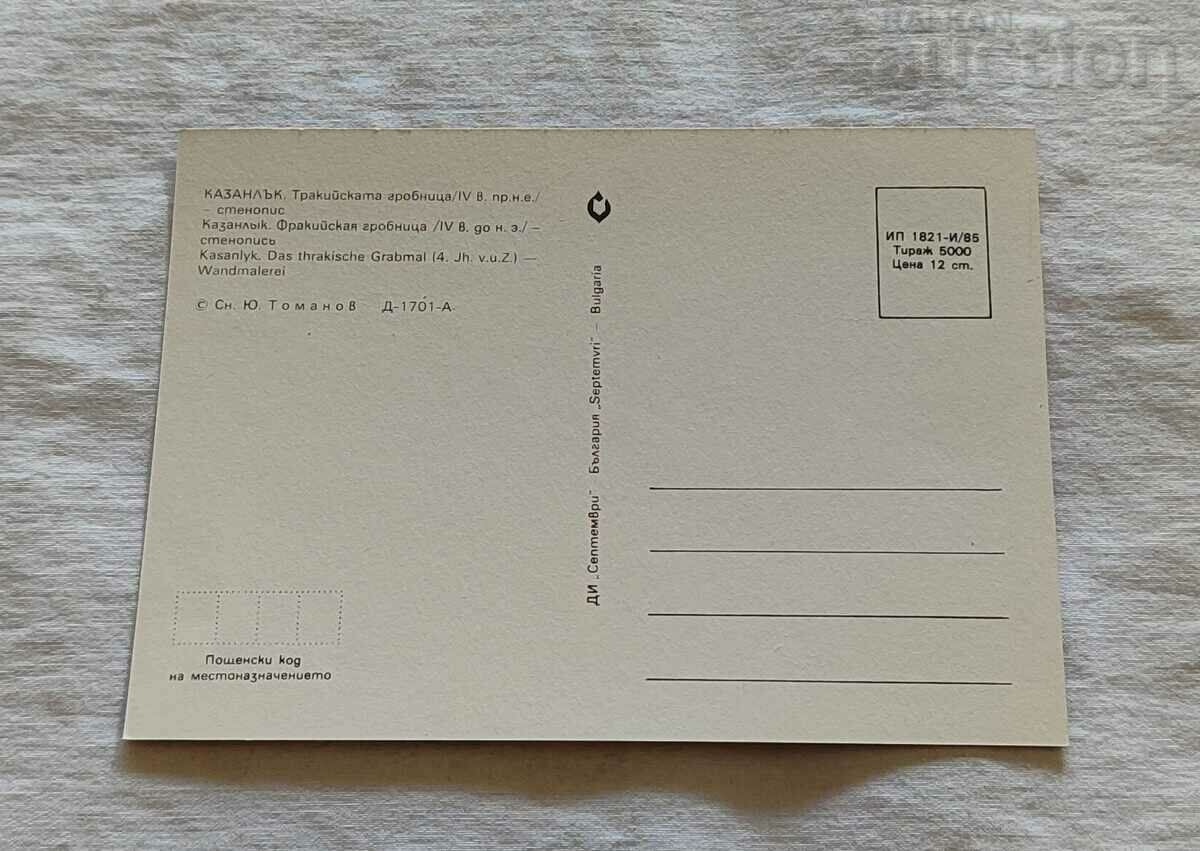 BALKAN
auction
КАЗАНЛЪК. Тракийската гробница/IV в. пр.н.е./
– стенопис
Казанлык. Фракийская гробница /IV в. до н. э./ –
стенопись
Kasanlyk. Das thrakische Grabmal (4. Jh. v.u.Z.) —
Wandmalerei
© Сн. Ю. Томанов Д-1701-А
ДИ „Септември" България „Septemvri" – Bulgaria
ИП 1821-И/85
Тираж 5000
Цена 12 ст.
Пощенски код
на местоназначението